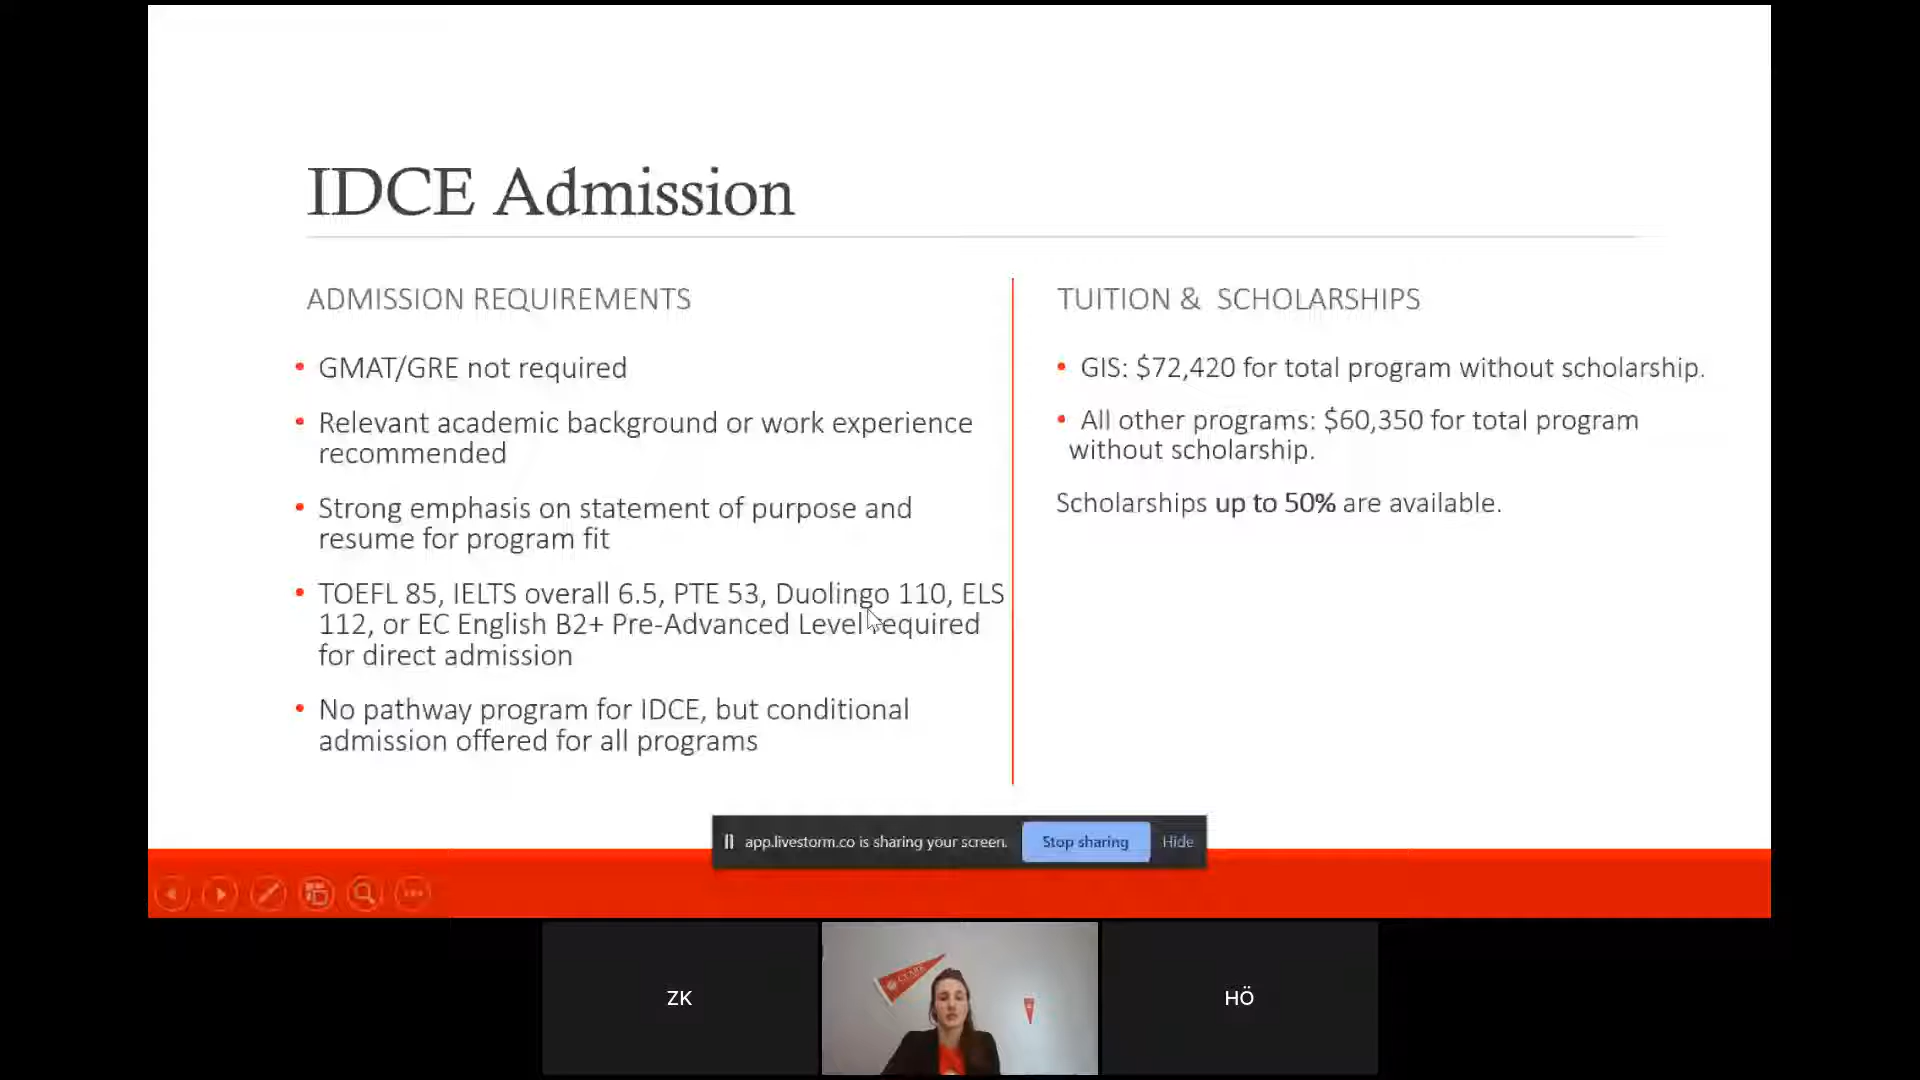 IDCE Admission
ADMISSION REQUIREMENTS
• GMAT/GRE not required
• Relevant academic background or work experience
recommended
• Strong emphasis on statement of purpose and
resume for program fit
• TOEFL 85, IELTS overall 6.5, PTE 53, Duolingo 110, ELS
112, or EC English B2+ Pre-Advanced Level required
for direct admission
• No pathway program for IDCE, but conditional
admission offered for all programs
TUITION & SCHOLARSHIPS
• GIS: $72,420 for total program without scholarship.
• All other programs: $60,350 for total program
without scholarship.
Scholarships up to 50% are available.
app.livestorm.co is sharing your screen.
Stop sharing
Hide
CLARK
ZK
HÖ